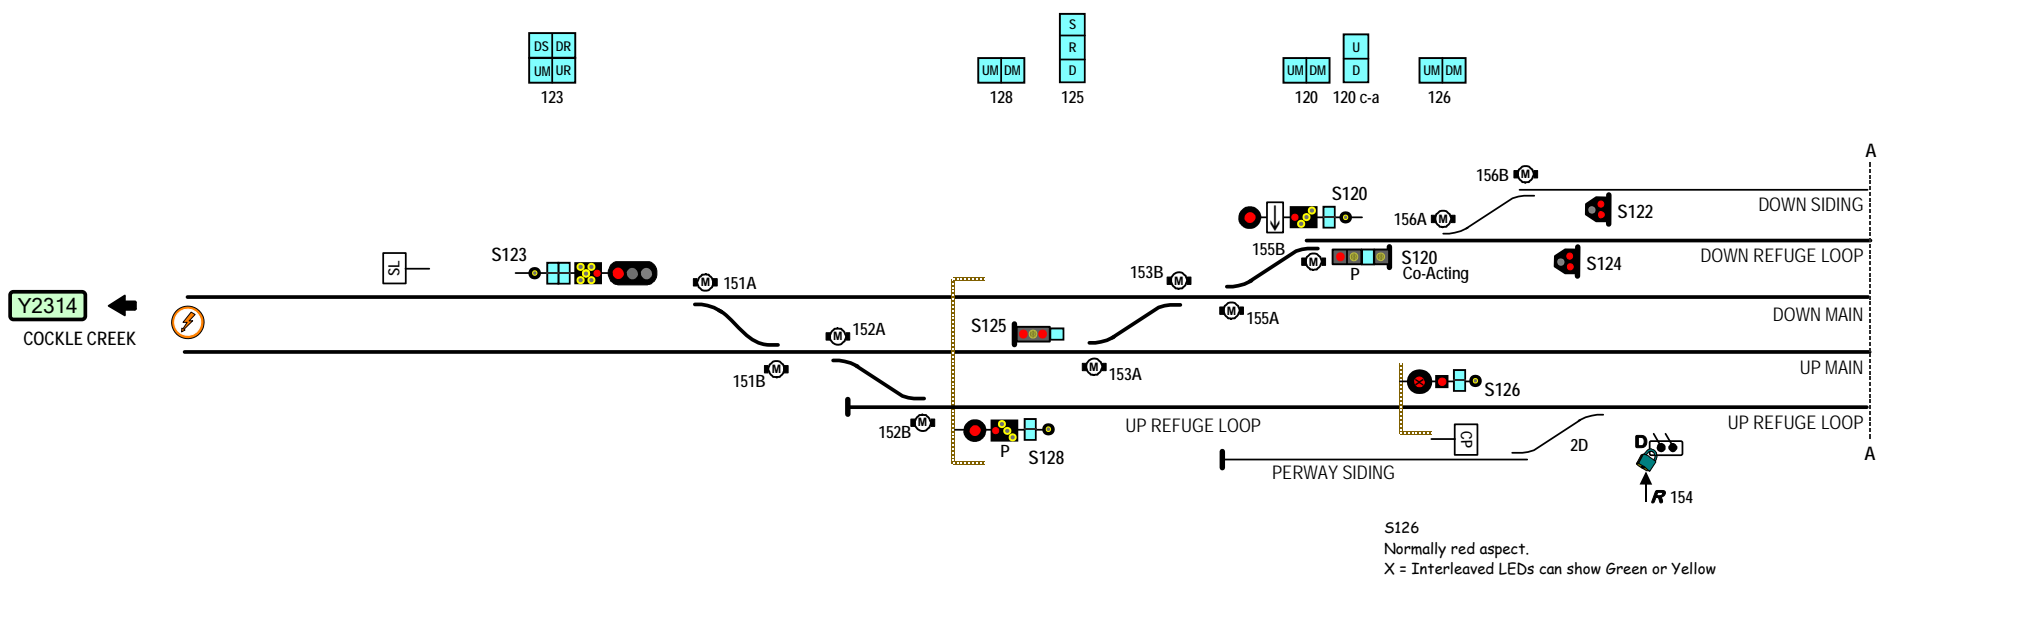 S
DS DR
R
U
UM UR
UM DM
D
UM DM
D
UM DM
123
128
125
120
120 c-a
126
A
156B
S120
DOWN SIDING
S122
156A
S123
155B
S120
Co-Acting
P
DOWN REFUGE LOOP
S124
SL
153B
M
151A
Y2314
COCKLE CREEK
155A
DOWN MAIN
S125
152A
UP MAIN
151B
153A
S126
152B
UP REFUGE LOOP
UP REFUGE LOOP
P
S128
CP
2D
D
A
PERWAY SIDING
R 154
S126
Normally red aspect.
X = Interleaved LEDs can show Green or Yellow